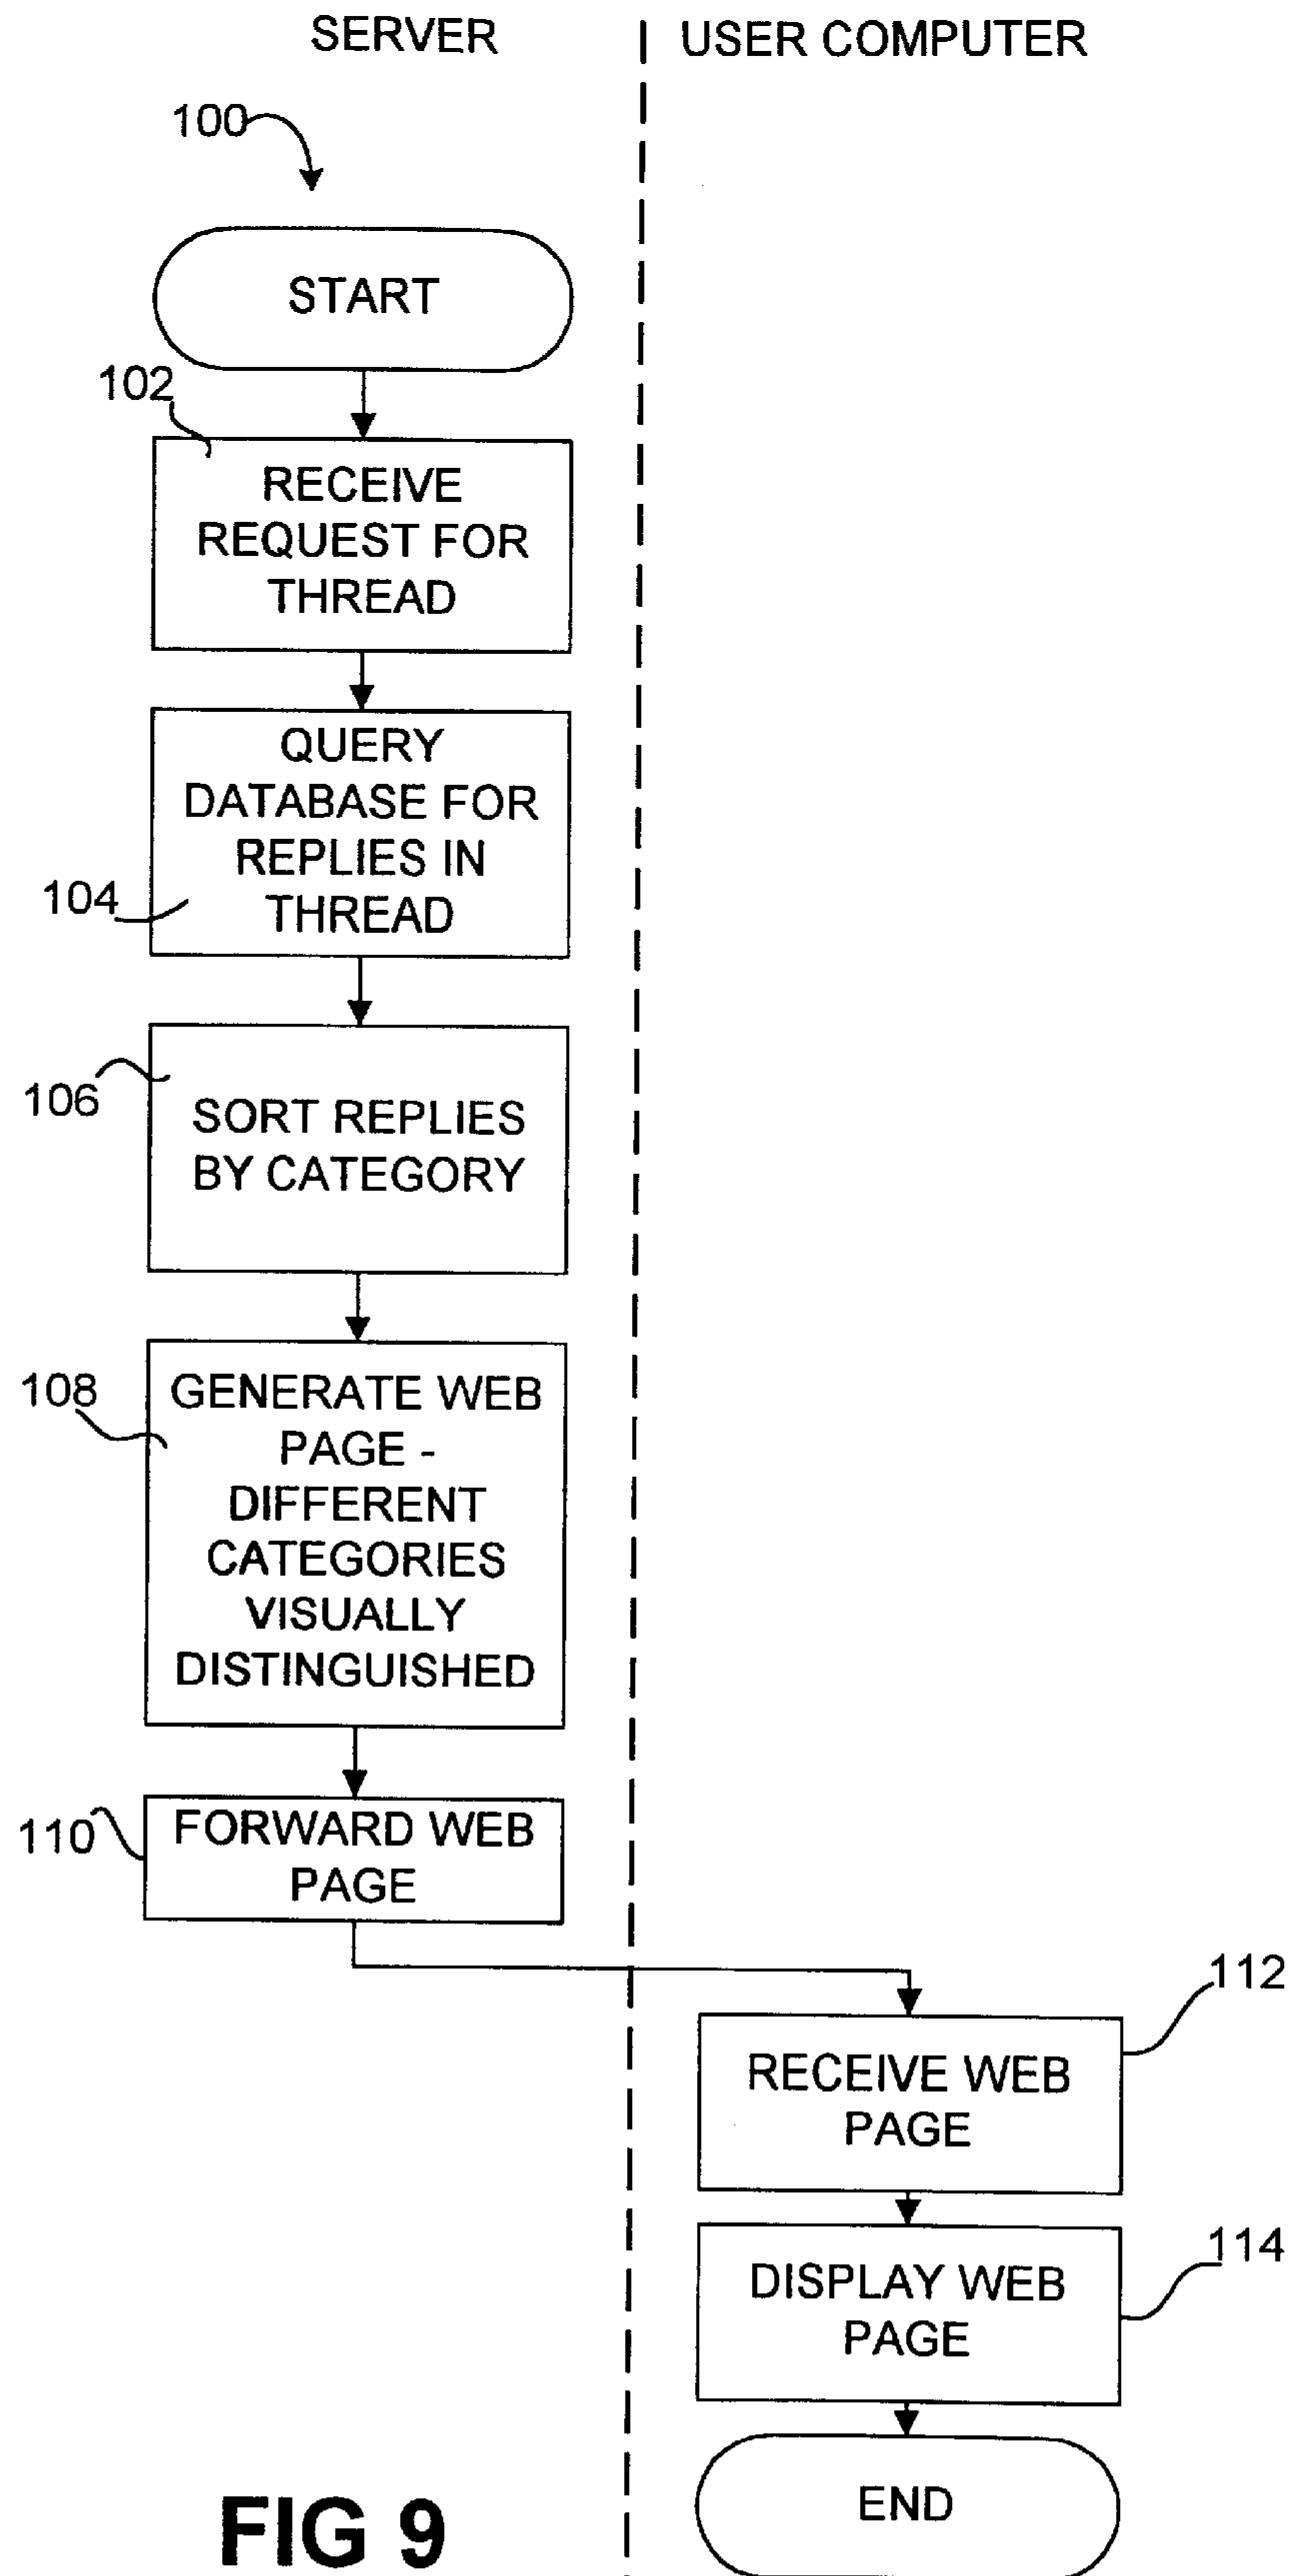 SERVER
USER COMPUTER
100
START
102
RECEIVE
REQUEST FOR
THREAD
QUERY
DATABASE FOR
REPLIES IN
THREAD
104
106
SORT REPLIES
BY CATEGORY
108
GENERATE WEB
PAGE -
DIFFERENT
CATEGORIES
VISUALLY
DISTINGUISHED
110
FORWARD WEB
PAGE
112
RECEIVE WEB
PAGE
114
DISPLAY WEB
PAGE
END
FIG 9